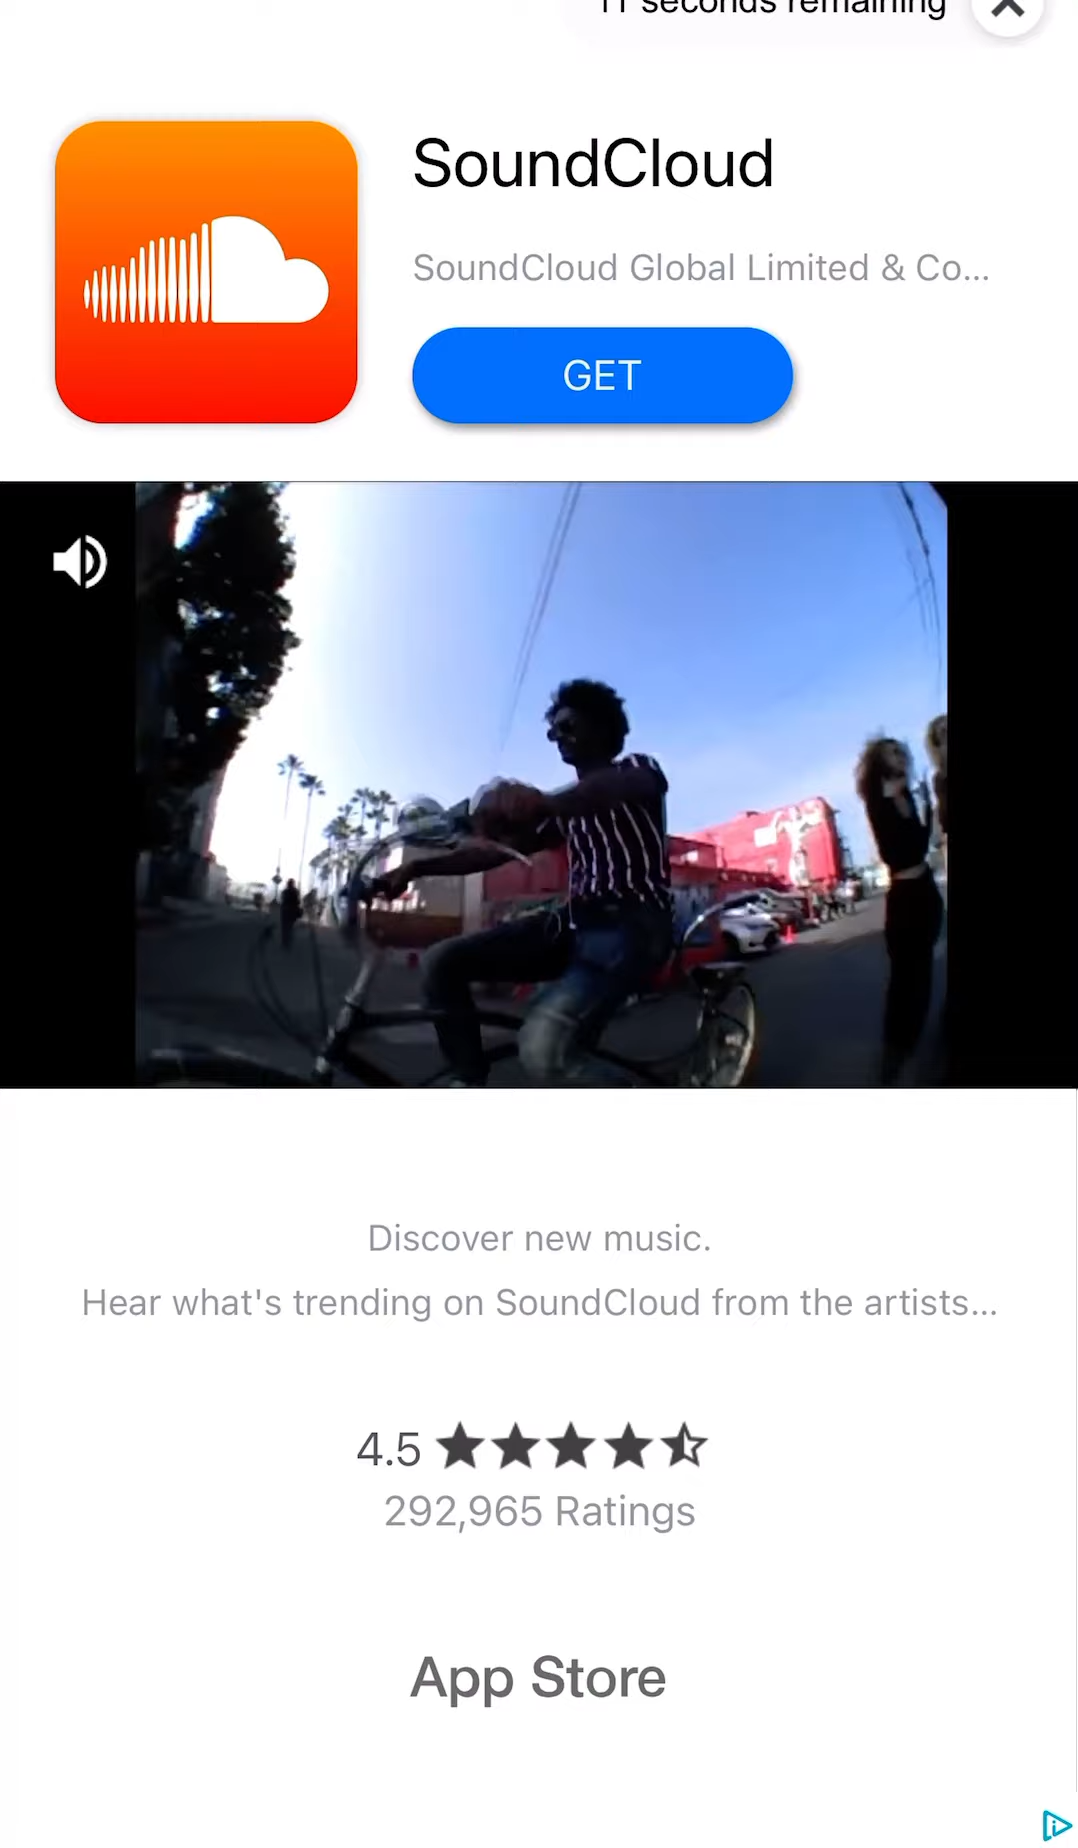 11 seconds remaining
SoundCloud
SoundCloud Global Limited & Co...
GET
Discover new music.
Hear what's trending on SoundCloud from the artists...
4.5
292,965 Ratings
App Store